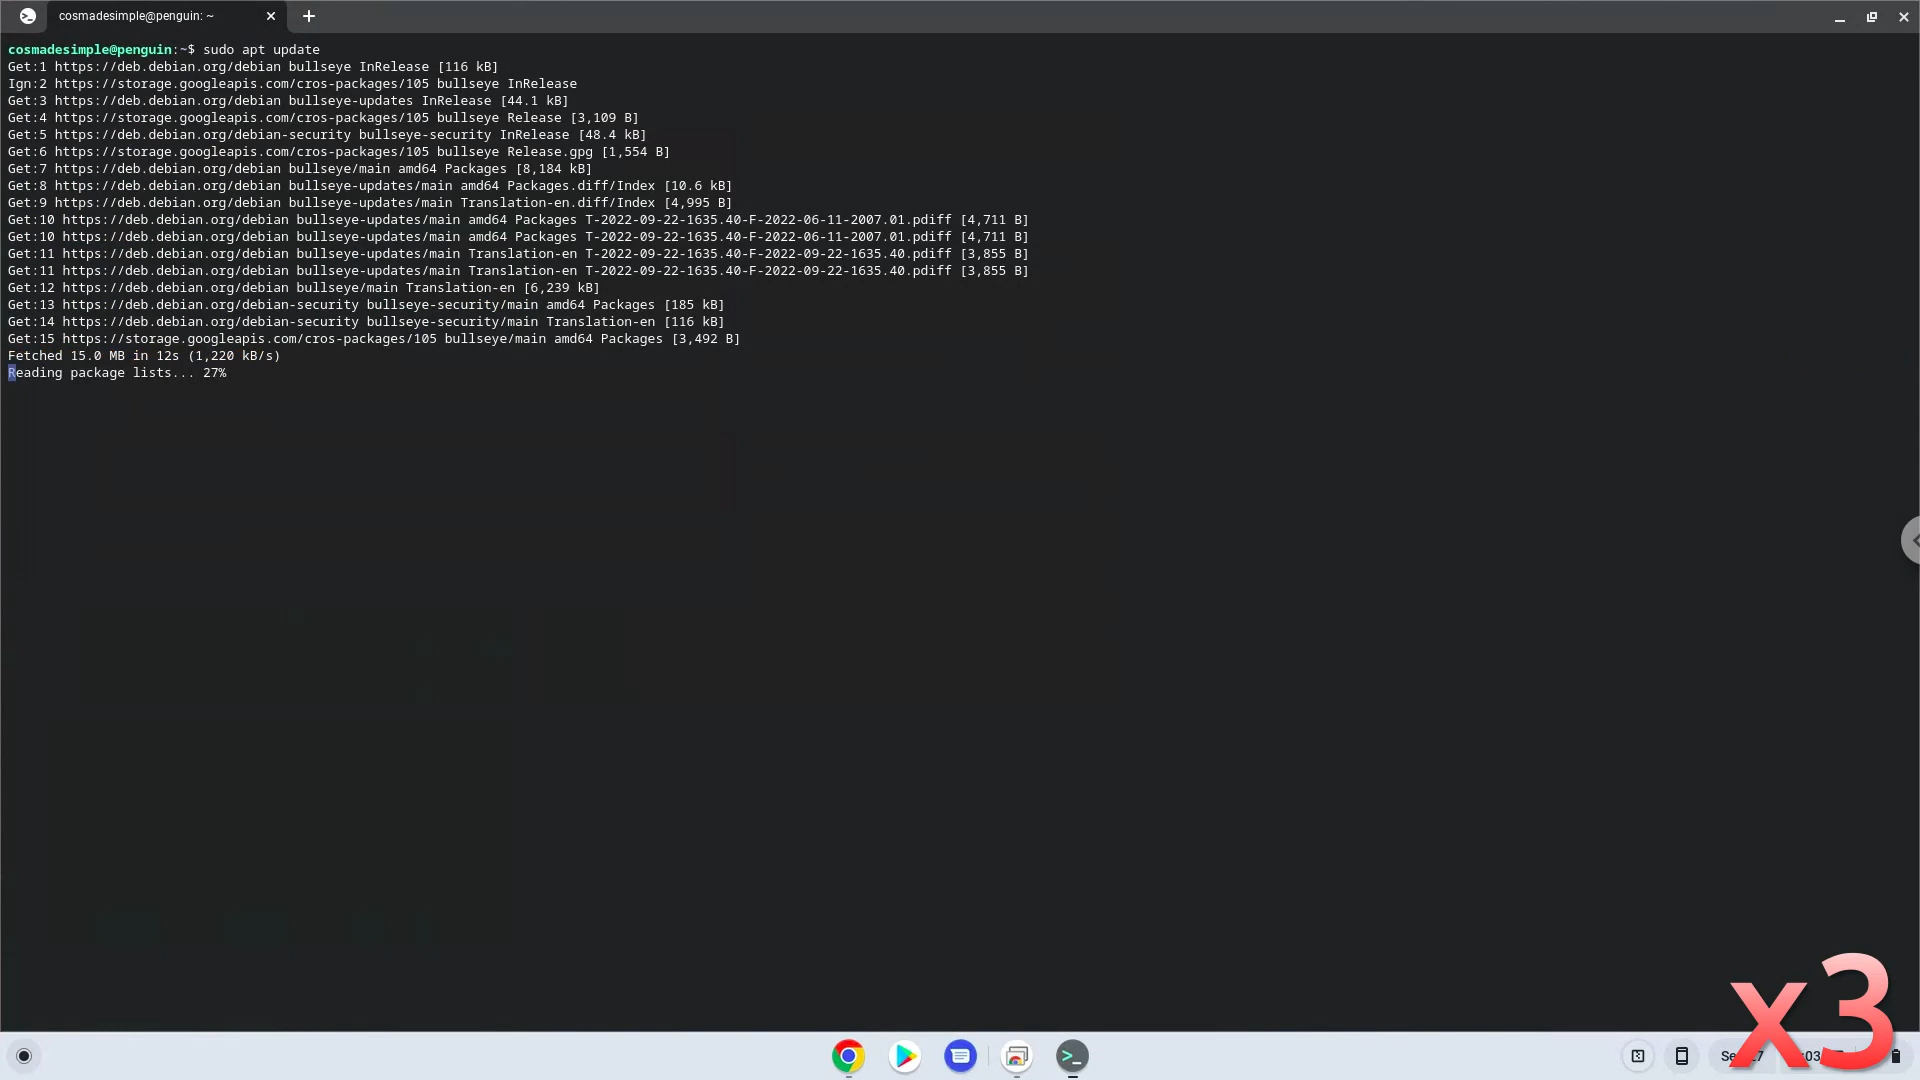 cosmadesimple@penguin: ~
cosmadesimple@penguin:~$ sudo apt update
Get:1 https://deb.debian.org/debian bullseye InRelease [116 kB]
Ign:2 https://storage.googleapis.com/cros-packages/105 bullseye InRelease
Get:3 https://deb.debian.org/debian bullseye-updates InRelease [44.1 kB]
Get:4 https://storage.googleapis.com/cros-packages/105 bullseye Release [3,109 B]
Get:5 https://deb.debian.org/debian-security bullseye-security InRelease [48.4 kB]
Get:6 https://storage.googleapis.com/cros-packages/105 bullseye Release.gpg [1,554 B]
Get:7 https://deb.debian.org/debian bullseye/main amd64 Packages [8,184 kB]
Get:8 https://deb.debian.org/debian bullseye-updates/main amd64 Packages.diff/Index [10.6 kB]
Get:9 https://deb.debian.org/debian bullseye-updates/main Translation-en.diff/Index [4,995 B]
Get:10 https://deb.debian.org/debian bullseye-updates/main amd64 Packages T-2022-09-22-1635.40-F-2022-06-11-2007.01.pdiff [4,711 B]
Get:10 https://deb.debian.org/debian bullseye-updates/main amd64 Packages T-2022-09-22-1635.40-F-2022-06-11-2007.01.pdiff [4,711 B]
Get:11 https://deb.debian.org/debian bullseye-updates/main Translation-en T-2022-09-22-1635.40-F-2022-09-22-1635.40.pdiff [3,855 B]
Get:11 https://deb.debian.org/debian bullseye-updates/main Translation-en T-2022-09-22-1635.40-F-2022-09-22-1635.40.pdiff [3,855 B]
Get:12 https://deb.debian.org/debian bullseye/main Translation-en [6,239 kB]
Get:13 https://deb.debian.org/debian-security bullseye-security/main amd64 Packages [185 kB]
Get:14 https://deb.debian.org/debian-security bullseye-security/main Translation-en [116 kB]
Get:15 https://storage.googleapis.com/cros-packages/105 bullseye/main amd64 Packages [3,492 B]
Fetched 15.0 MB in 12s (1,220 kB/s)
Reading package lists... 27%
x3